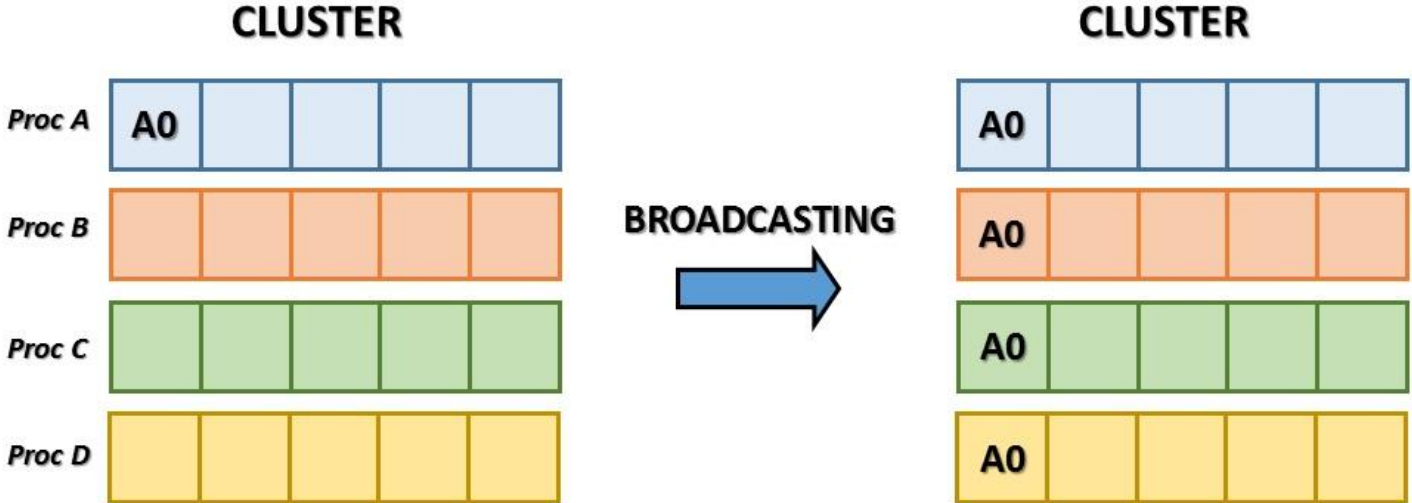 CLUSTER CLUSTER
Proc A A0 A0
Proc B A0
BROADCASTING
Proc C A0
Proc D A0